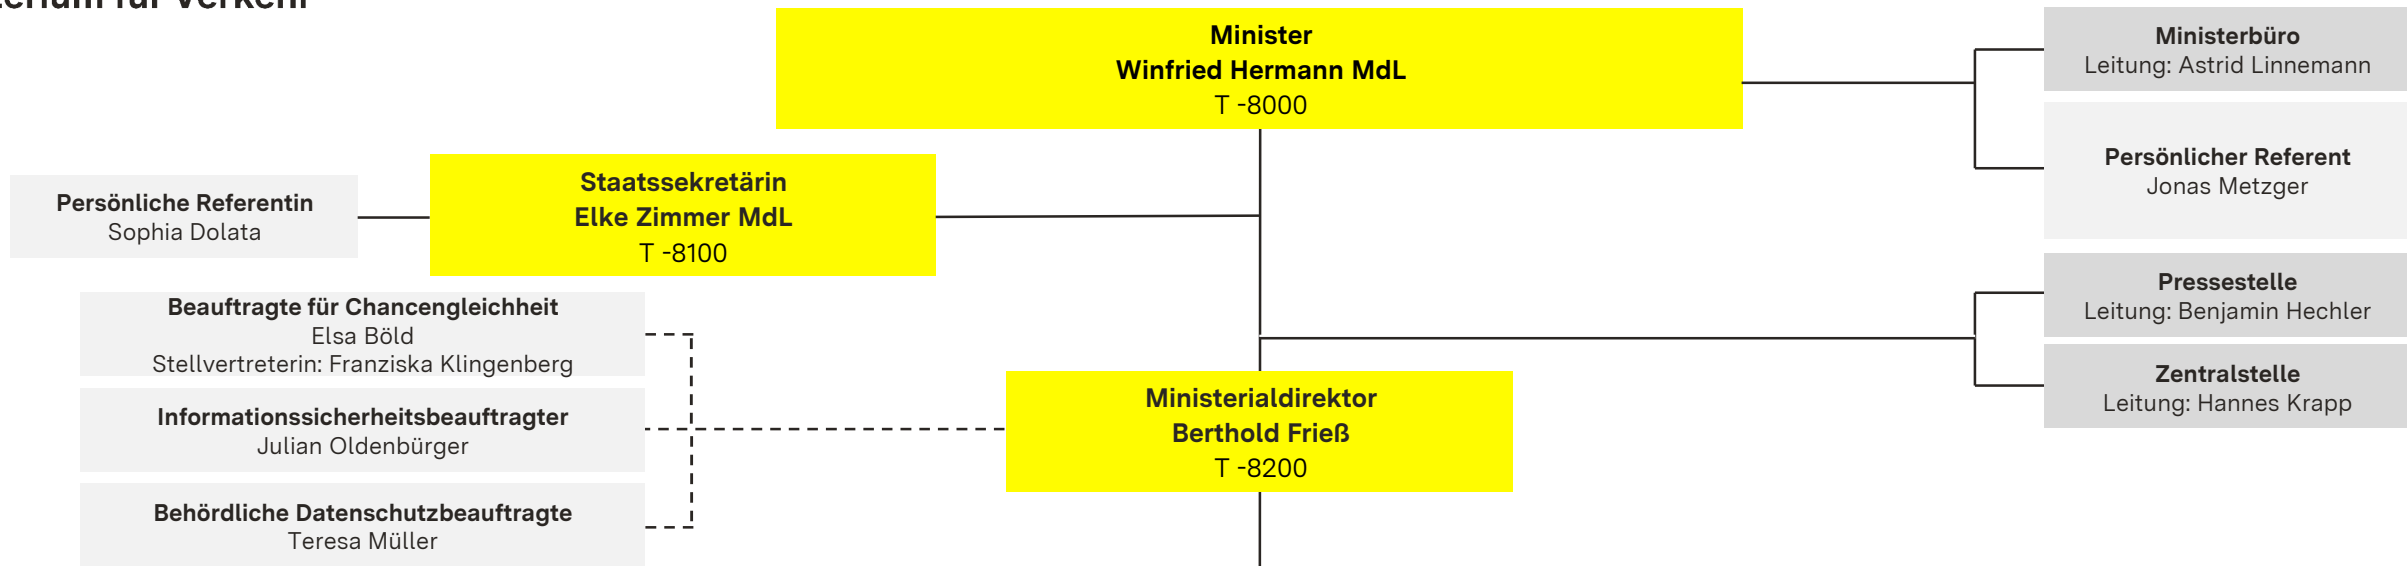 für Verkehr
Minister
Winfried Hermann MdL
T -8000
Ministerbüro
Leitung: Astrid Linnemann
Persönlicher Referent
Jonas Metzger
Staatssekretärin
Elke Zimmer MdL
T -8100
Persönliche Referentin
Sophia Dolata
Pressestelle
Leitung: Benjamin Hechler
Zentralstelle
Leitung: Hannes Krapp
Beauftragte für Chancengleichheit
Elsa Böld
Stellvertreterin: Franziska Klingenberg
Informationssicherheitsbeauftragter
Julian Oldenbürger
Behördliche Datenschutzbeauftragte
Teresa Müller
Ministerialdirektor
Berthold Frieß
T -8200